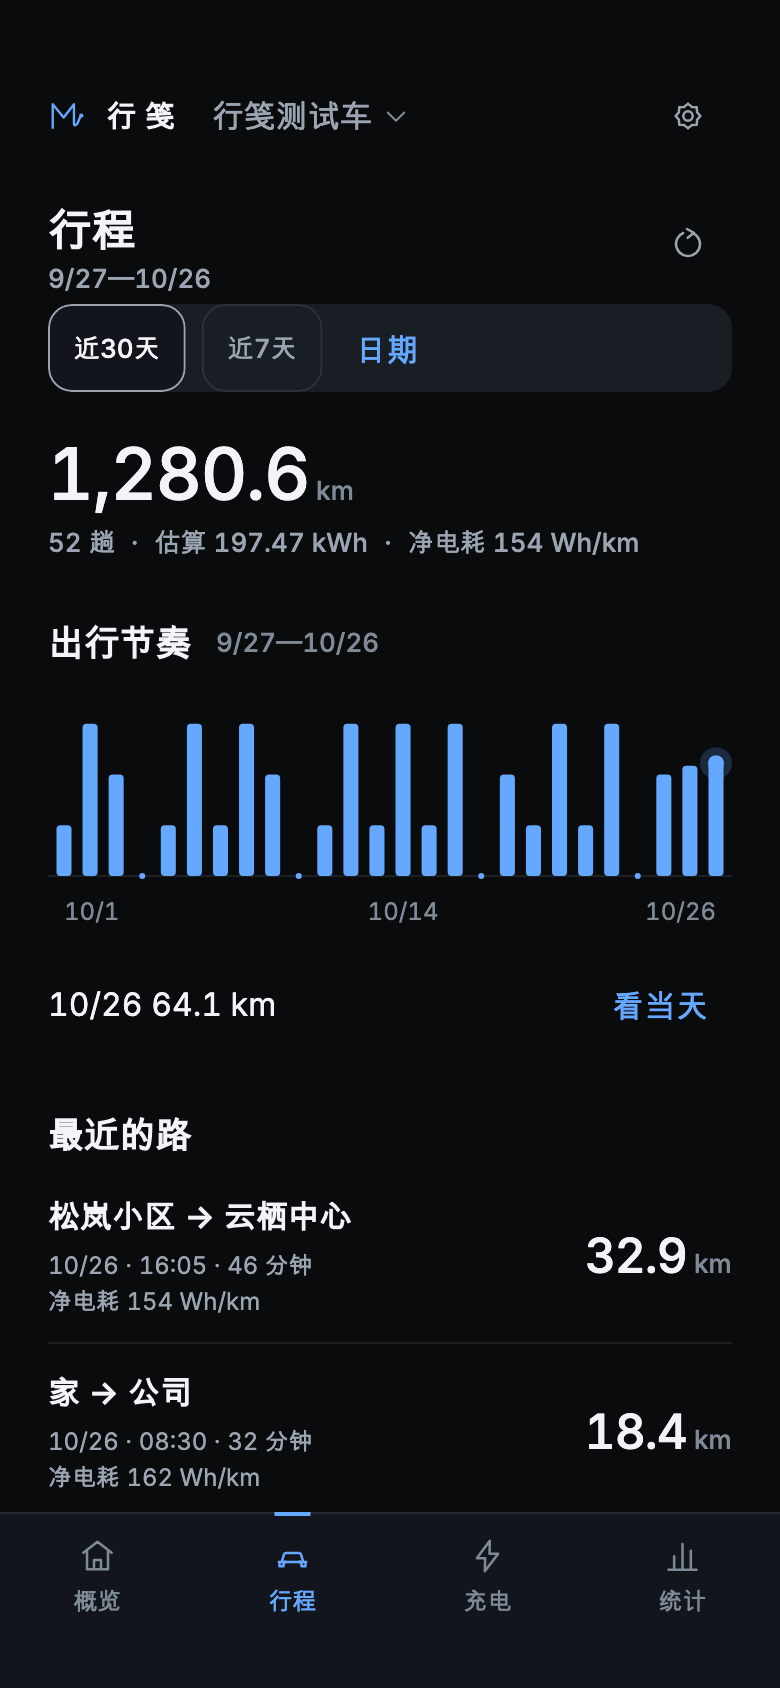 行笺 行笺测试车
行程
9/27—10/26
近30天 近7天 日期
1,280.6 km
52 趟 · 估算 197.47 kWh · 净电耗 154 Wh/km
出行节奏 9/27—10/26
10/1 10/14 10/26
10/26 64.1 km 看当天
最近的路
松岚小区 → 云栖中心
10/26 · 16:05 · 46 分钟
32.9 km
净电耗 154 Wh/km
家 → 公司
10/26 · 08:30 · 32 分钟
18.4 km
净电耗 162 Wh/km
概览 行程 充电 统计